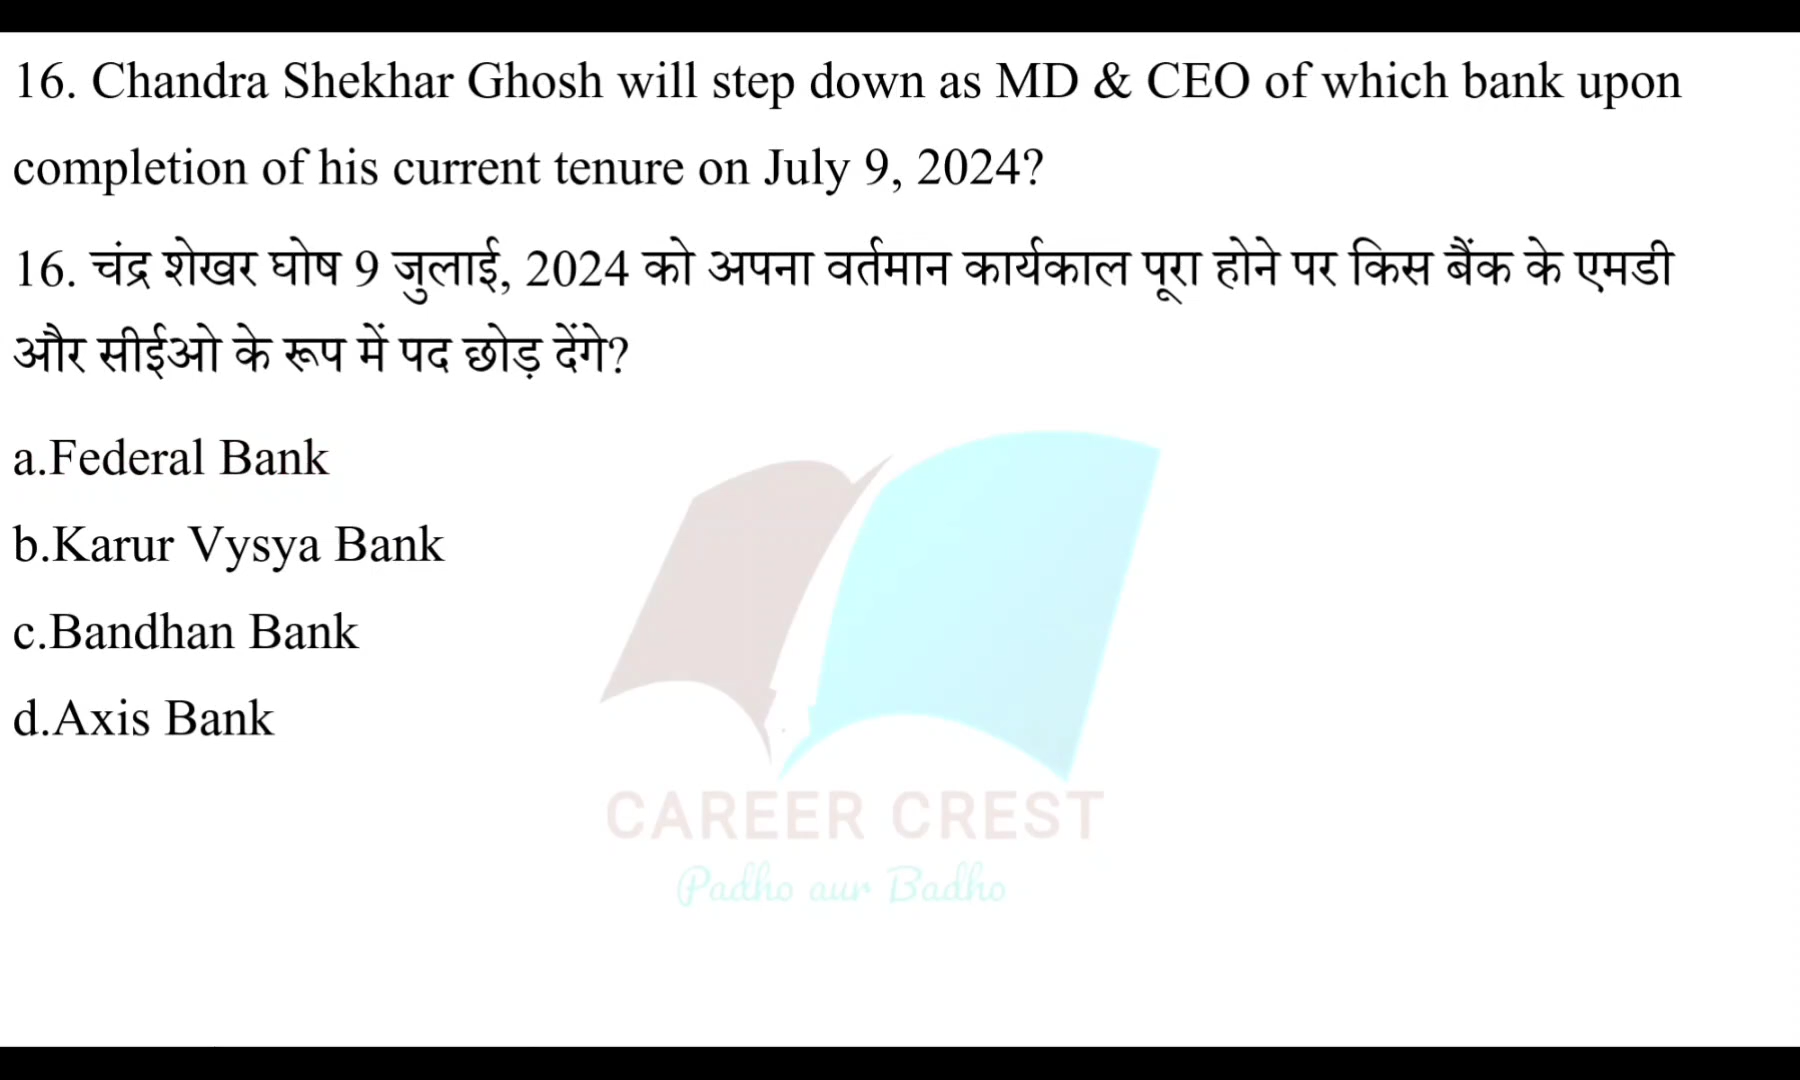 16. Chandra Shekhar Ghosh will step down as MD & CEO of which bank upon
completion of his current tenure on July 9, 2024?
16. चंद्र शेखर घोष 9 जुलाई, 2024 को अपना वर्तमान कार्यकाल पूरा होने पर किस बैंक के एमडी
और सीईओ के रूप में पद छोड़ देंगे?
a.Federal Bank
b.Karur Vysya Bank
c.Bandhan Bank
d.Axis Bank
CAREER CREST
Padho aur Badho